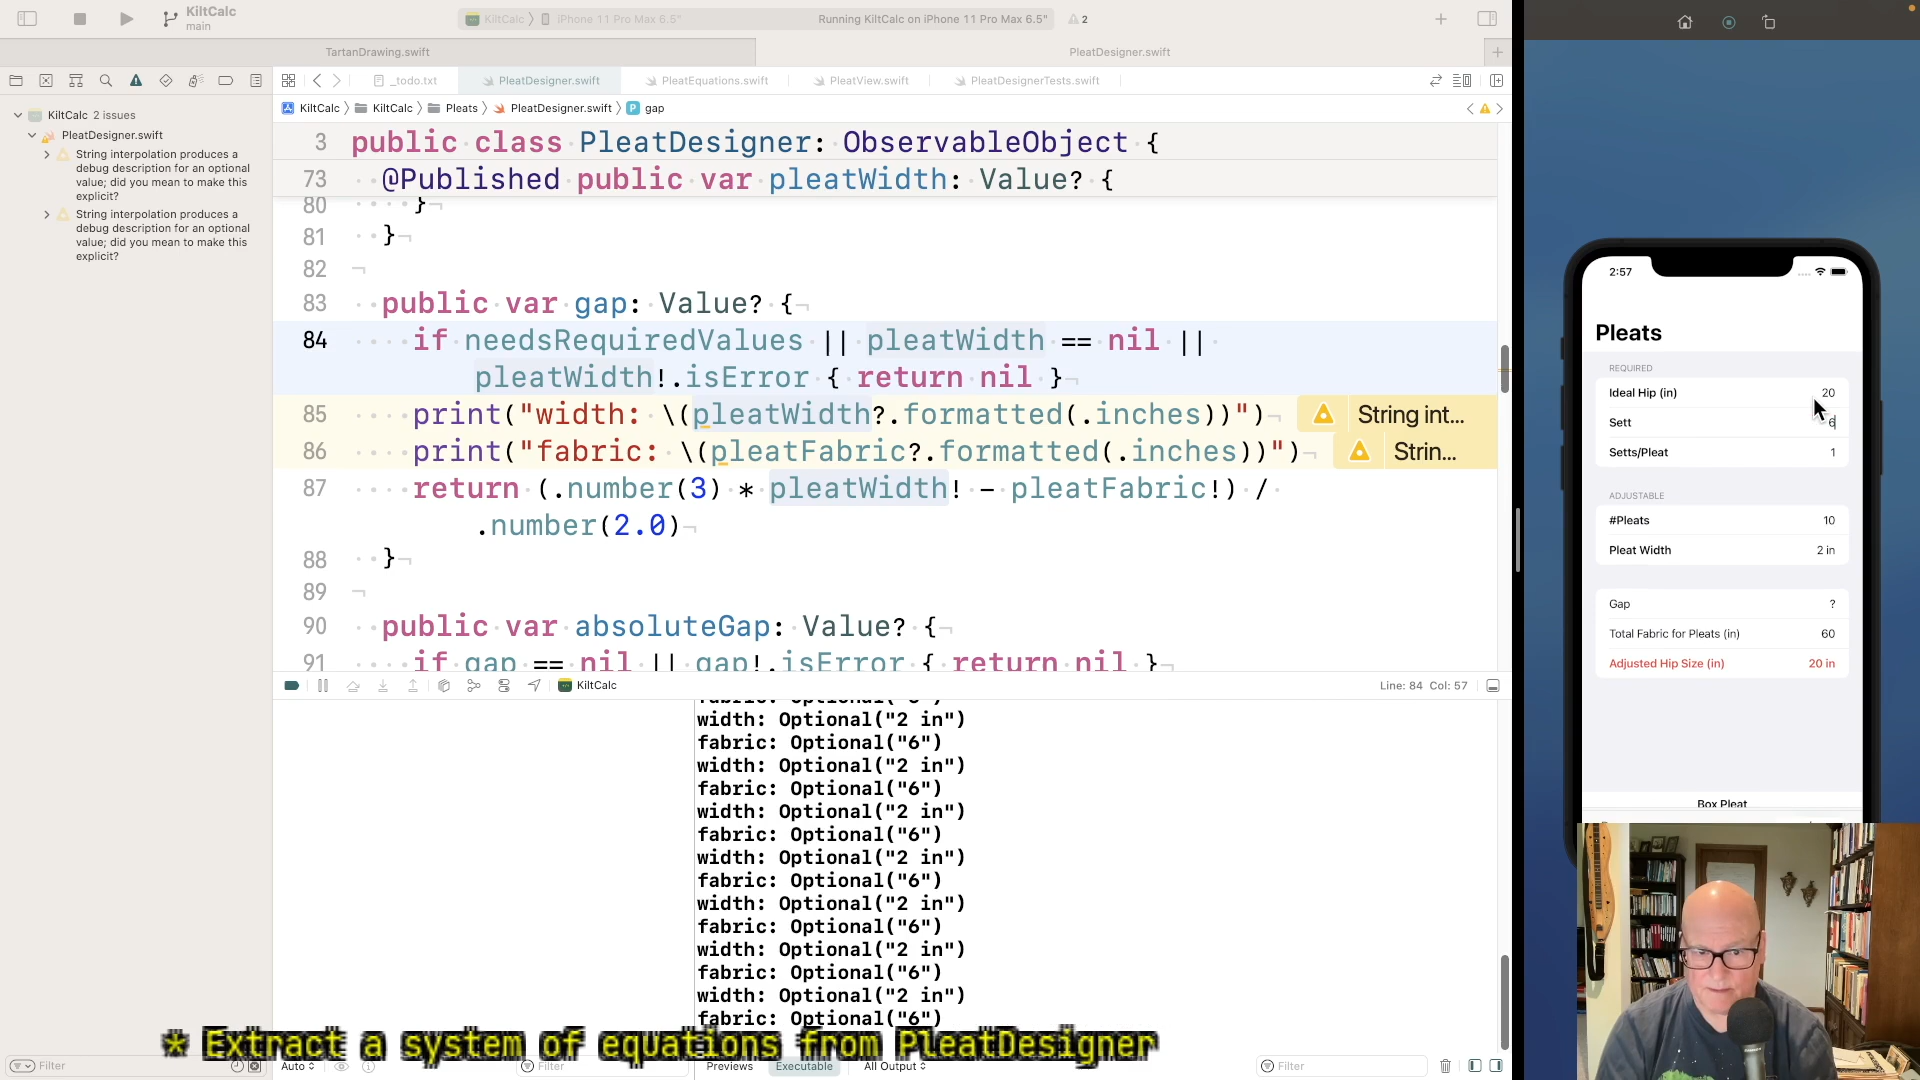 KiltCalc
main
KiltCalc 〉 iPhone 11 Pro Max 6.5"
Running KiltCalc on iPhone 11 Pro Max 6.5"
2
TartanDrawing.swift
PleatDesigner.swift
_todo.txt
PleatDesigner.swift
PleatEquations.swift
PleatView.swift
PleatDesignerTests.swift
KiltCalc 〉 KiltCalc 〉 Pleats 〉 PleatDesigner.swift 〉 P gap
KiltCalc 2 issues
PleatDesigner.swift
String interpolation produces a
debug description for an optional
value; did you mean to make this
explicit?
String interpolation produces a
debug description for an optional
value; did you mean to make this
explicit?
3 public class PleatDesigner: ObservableObject {
73 @Published public var pleatWidth: Value? {
80 }
81 }
82
83 public var gap: Value? {
84 if needsRequiredValues || pleatWidth == nil ||
pleatWidth!.isError { return nil }
85 print("width: \(pleatWidth?.formatted(.inches))") String int...
86 print("fabric: \(pleatFabric?.formatted(.inches))") Strin...
87 return (.number(3) * pleatWidth! - pleatFabric!) /
.number(2.0)
88 }
89
90 public var absoluteGap: Value? {
91 if gap == nil || gap!.isError { return nil }
KiltCalc
Line: 84 Col: 57
fabric: Optional("6")
width: Optional("2 in")
fabric: Optional("6")
width: Optional("2 in")
fabric: Optional("6")
width: Optional("2 in")
fabric: Optional("6")
width: Optional("2 in")
fabric: Optional("6")
width: Optional("2 in")
fabric: Optional("6")
width: Optional("2 in")
fabric: Optional("6")
width: Optional("2 in")
fabric: Optional("6")
* Extract a system of equations from PleatDesigner
Filter
Auto
Filter
Previews
Executable
All Output
Filter
2:57
Pleats
REQUIRED
Ideal Hip (in) 20
Sett 6
Setts/Pleat 1
ADJUSTABLE
#Pleats 10
Pleat Width 2 in
Gap ?
Total Fabric for Pleats (in) 60
Adjusted Hip Size (in) 20 in
Box Pleat